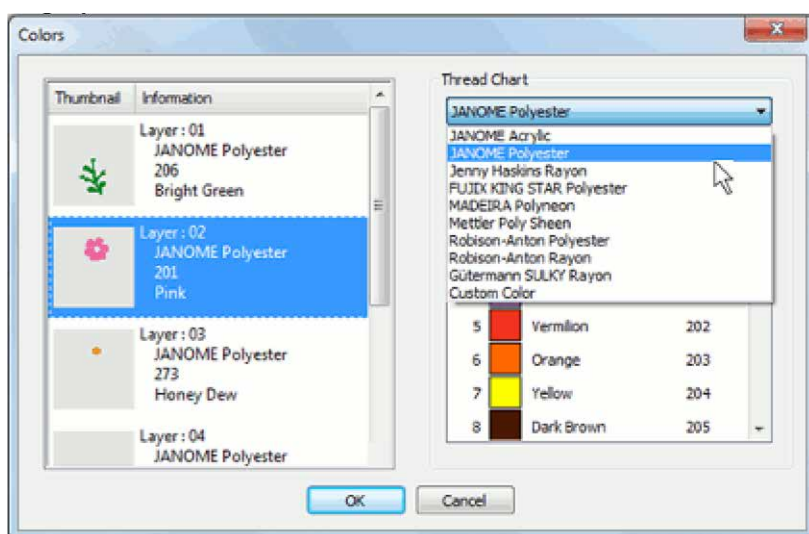 Colors
Thumbnail Information
Layer : 01
JANOME Polyester
206
Bright Green
Layer : 02
JANOME Polyester
201
Pink
Layer : 03
JANOME Polyester
273
Honey Dew
Layer : 04
JANOME Polyester
Thread Chart
JANOME Polyester
JANOME Acrylic
JANOME Polyester
Jenny Haskins Rayon
FUJIX KING STAR Polyester
MADEIRA Polyneon
Mettler Poly Sheen
Robison-Anton Polyester
Robison-Anton Rayon
Gütermann SULKY Rayon
Custom Color
5 Vermilion 202
6 Orange 203
7 Yellow 204
8 Dark Brown 205
OK Cancel